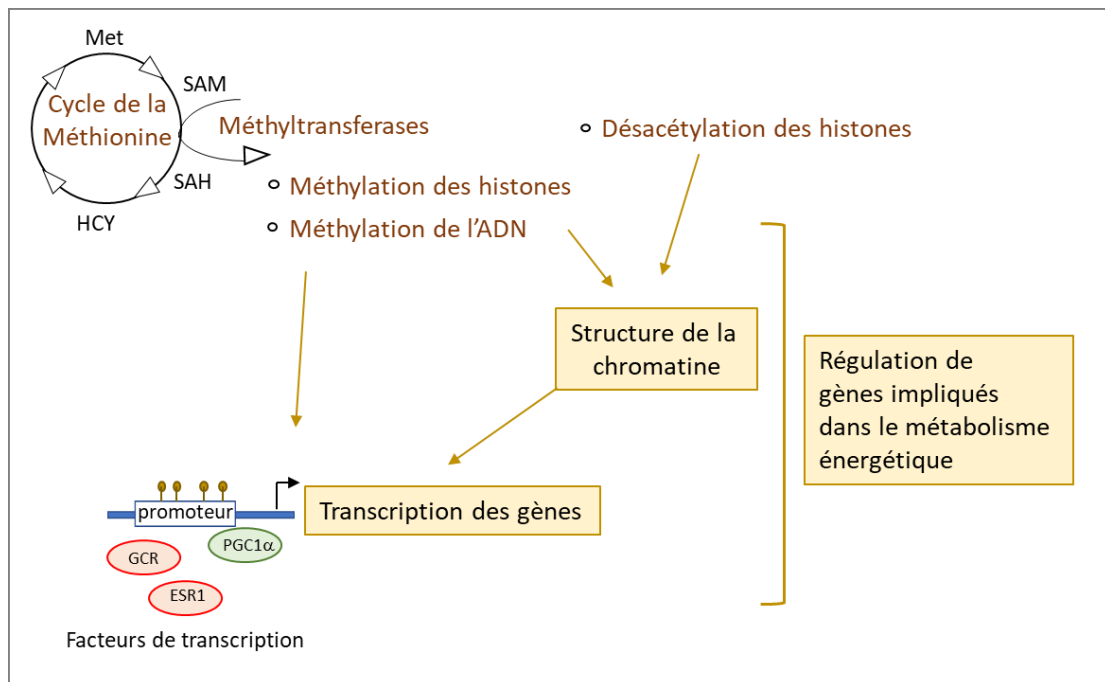 Met
SAM
Cycle de la
Méthionine
Méthyltransferases
SAH
HCY
Désacétylation des histones
Méthylation des histones
Méthylation de l'ADN
Structure de la
chromatine
Régulation de
gènes impliqués
dans le métabolisme
énergétique
promoteur
Transcription des gènes
GCR
PGC1α
ESR1
Facteurs de transcription